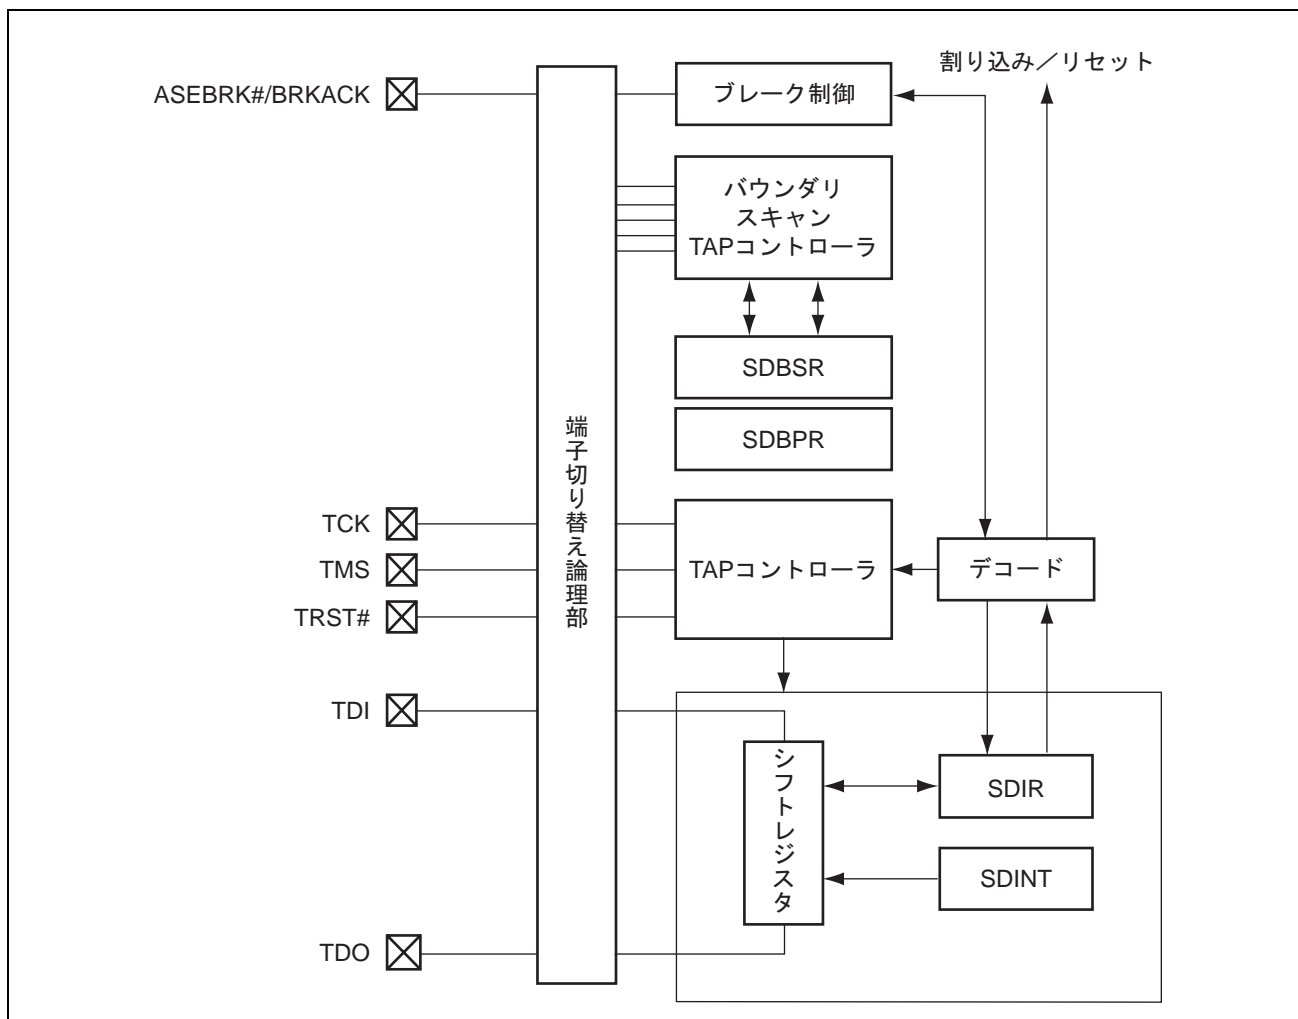 割り込み／リセット
ASEBRK#/BRKACK
ブレーク制御
バウンダリ
スキャン
TAPコントローラ
SDBSR
SDBPR
端子切り替え論理部
TCK
TMS
TRST#
TAPコントローラ
デコード
TDI
シフトレジスタ
SDIR
SDINT
TDO